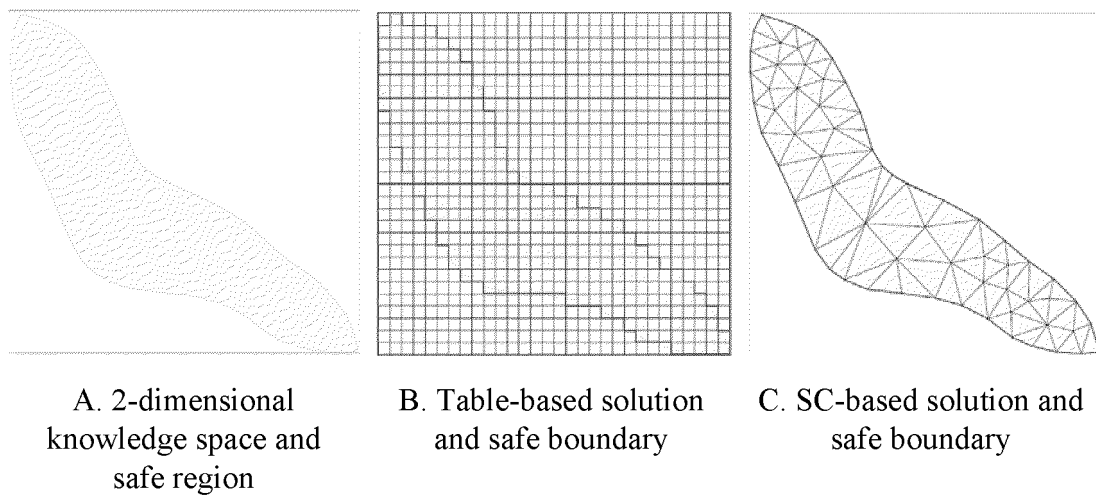 A. 2-dimensional
knowledge space and
safe region
B. Table-based solution
and safe boundary
C. SC-based solution and
safe boundary